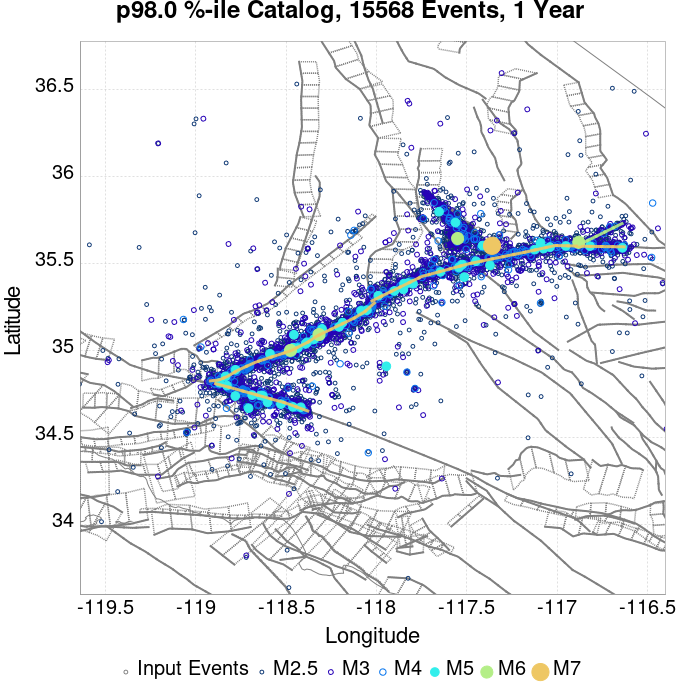 p98.0 %-ile Catalog, 15568 Events, 1 Year
36.5
36
35.5
35
34.5
34
Latitude
-119.5 -119 -118.5 -118 -117.5 -117 -116.5
Longitude
Input Events M2.5 M3 M4 M5 M6 M7